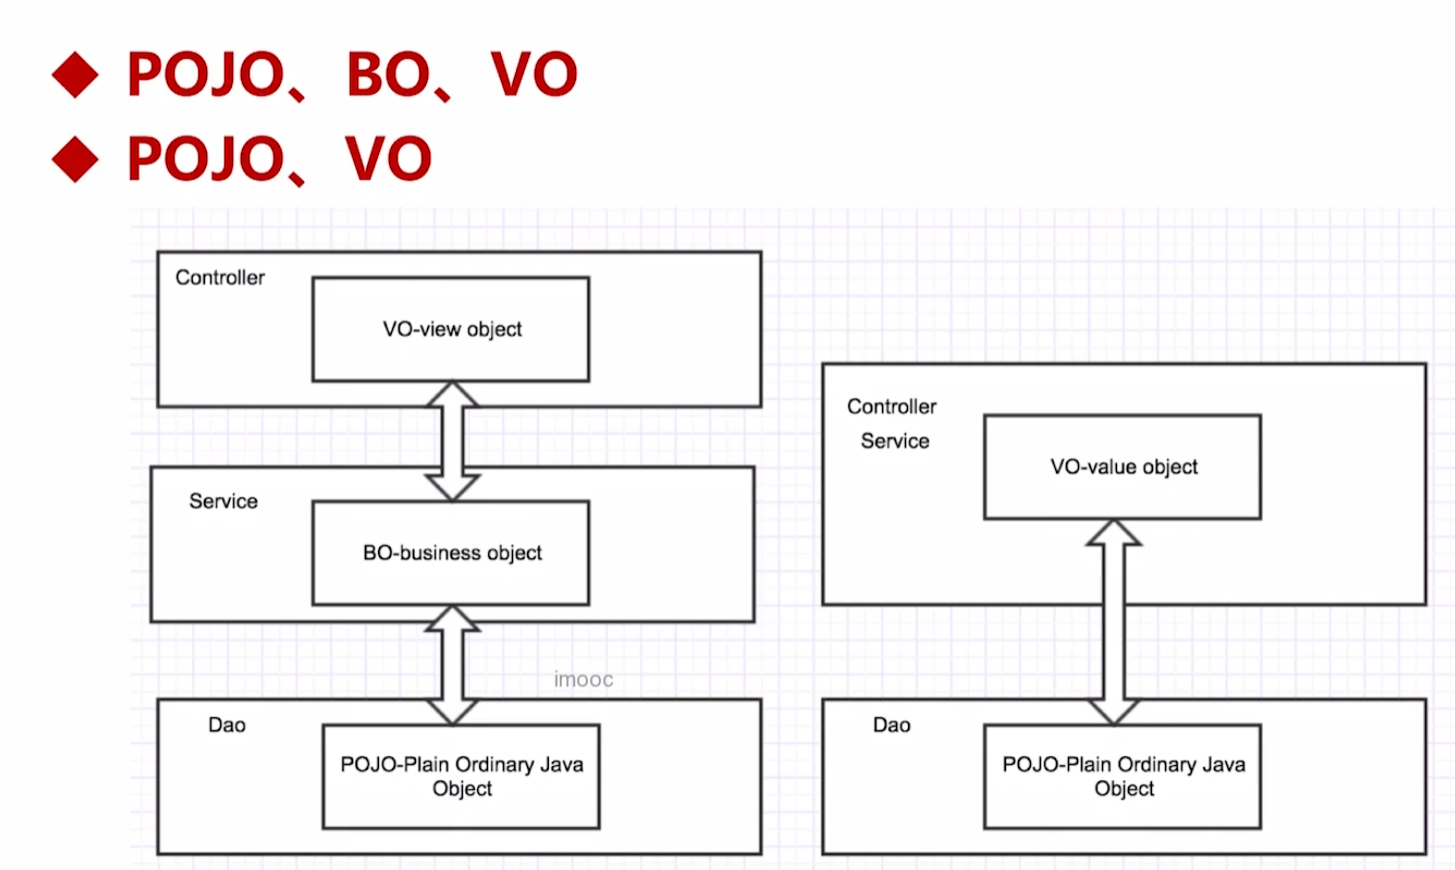 POJO、BO、VO
POJO、VO
Controller
VO-view object
Service
BO-business object
imooc
Dao
POJO-Plain Ordinary Java
Object
Controller
Service
VO-value object
Dao
POJO-Plain Ordinary Java
Object